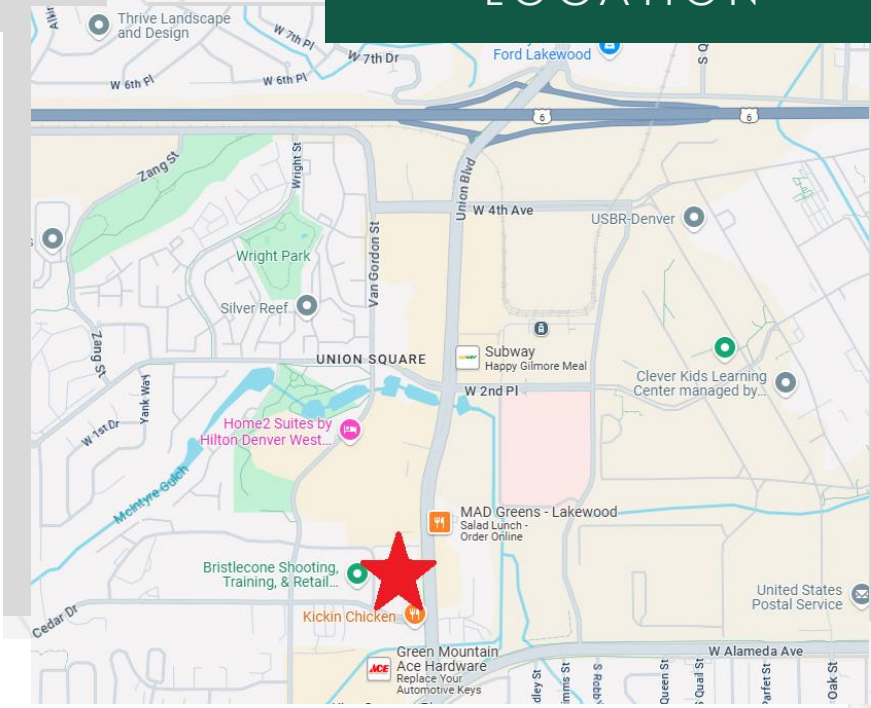 LOCATION
Thrive Landscape
and Design
W 7th Pl
W 7th Dr
Ford Lakewood
S Q
W 6th Pl
W 6th Pl
6
6
Zang St
Wright St
Union Blvd
W 4th Ave
USBR-Denver
Van Gordon St
Wright Park
Silver Reef
Zang St
UNION SQUARE
Subway
Happy Gilmore Meal
Clever Kids Learning
Center managed by...
Yank Way
W 2nd Pl
W 1st Dr
Home2 Suites by
Hilton Denver West...
McIntyre Gulch
MAD Greens - Lakewood
Salad Lunch -
Order Online
Bristlecone Shooting,
Training, & Retail...
United States
Postal Service
Cedar Dr
Kickin Chicken
W Alameda Ave
Green Mountain
Ace Hardware
Replace Your
Automotive Keys
ACE
dley St
imms St
S Robb
Queen St
S Quail St
Parfet St
Oak St